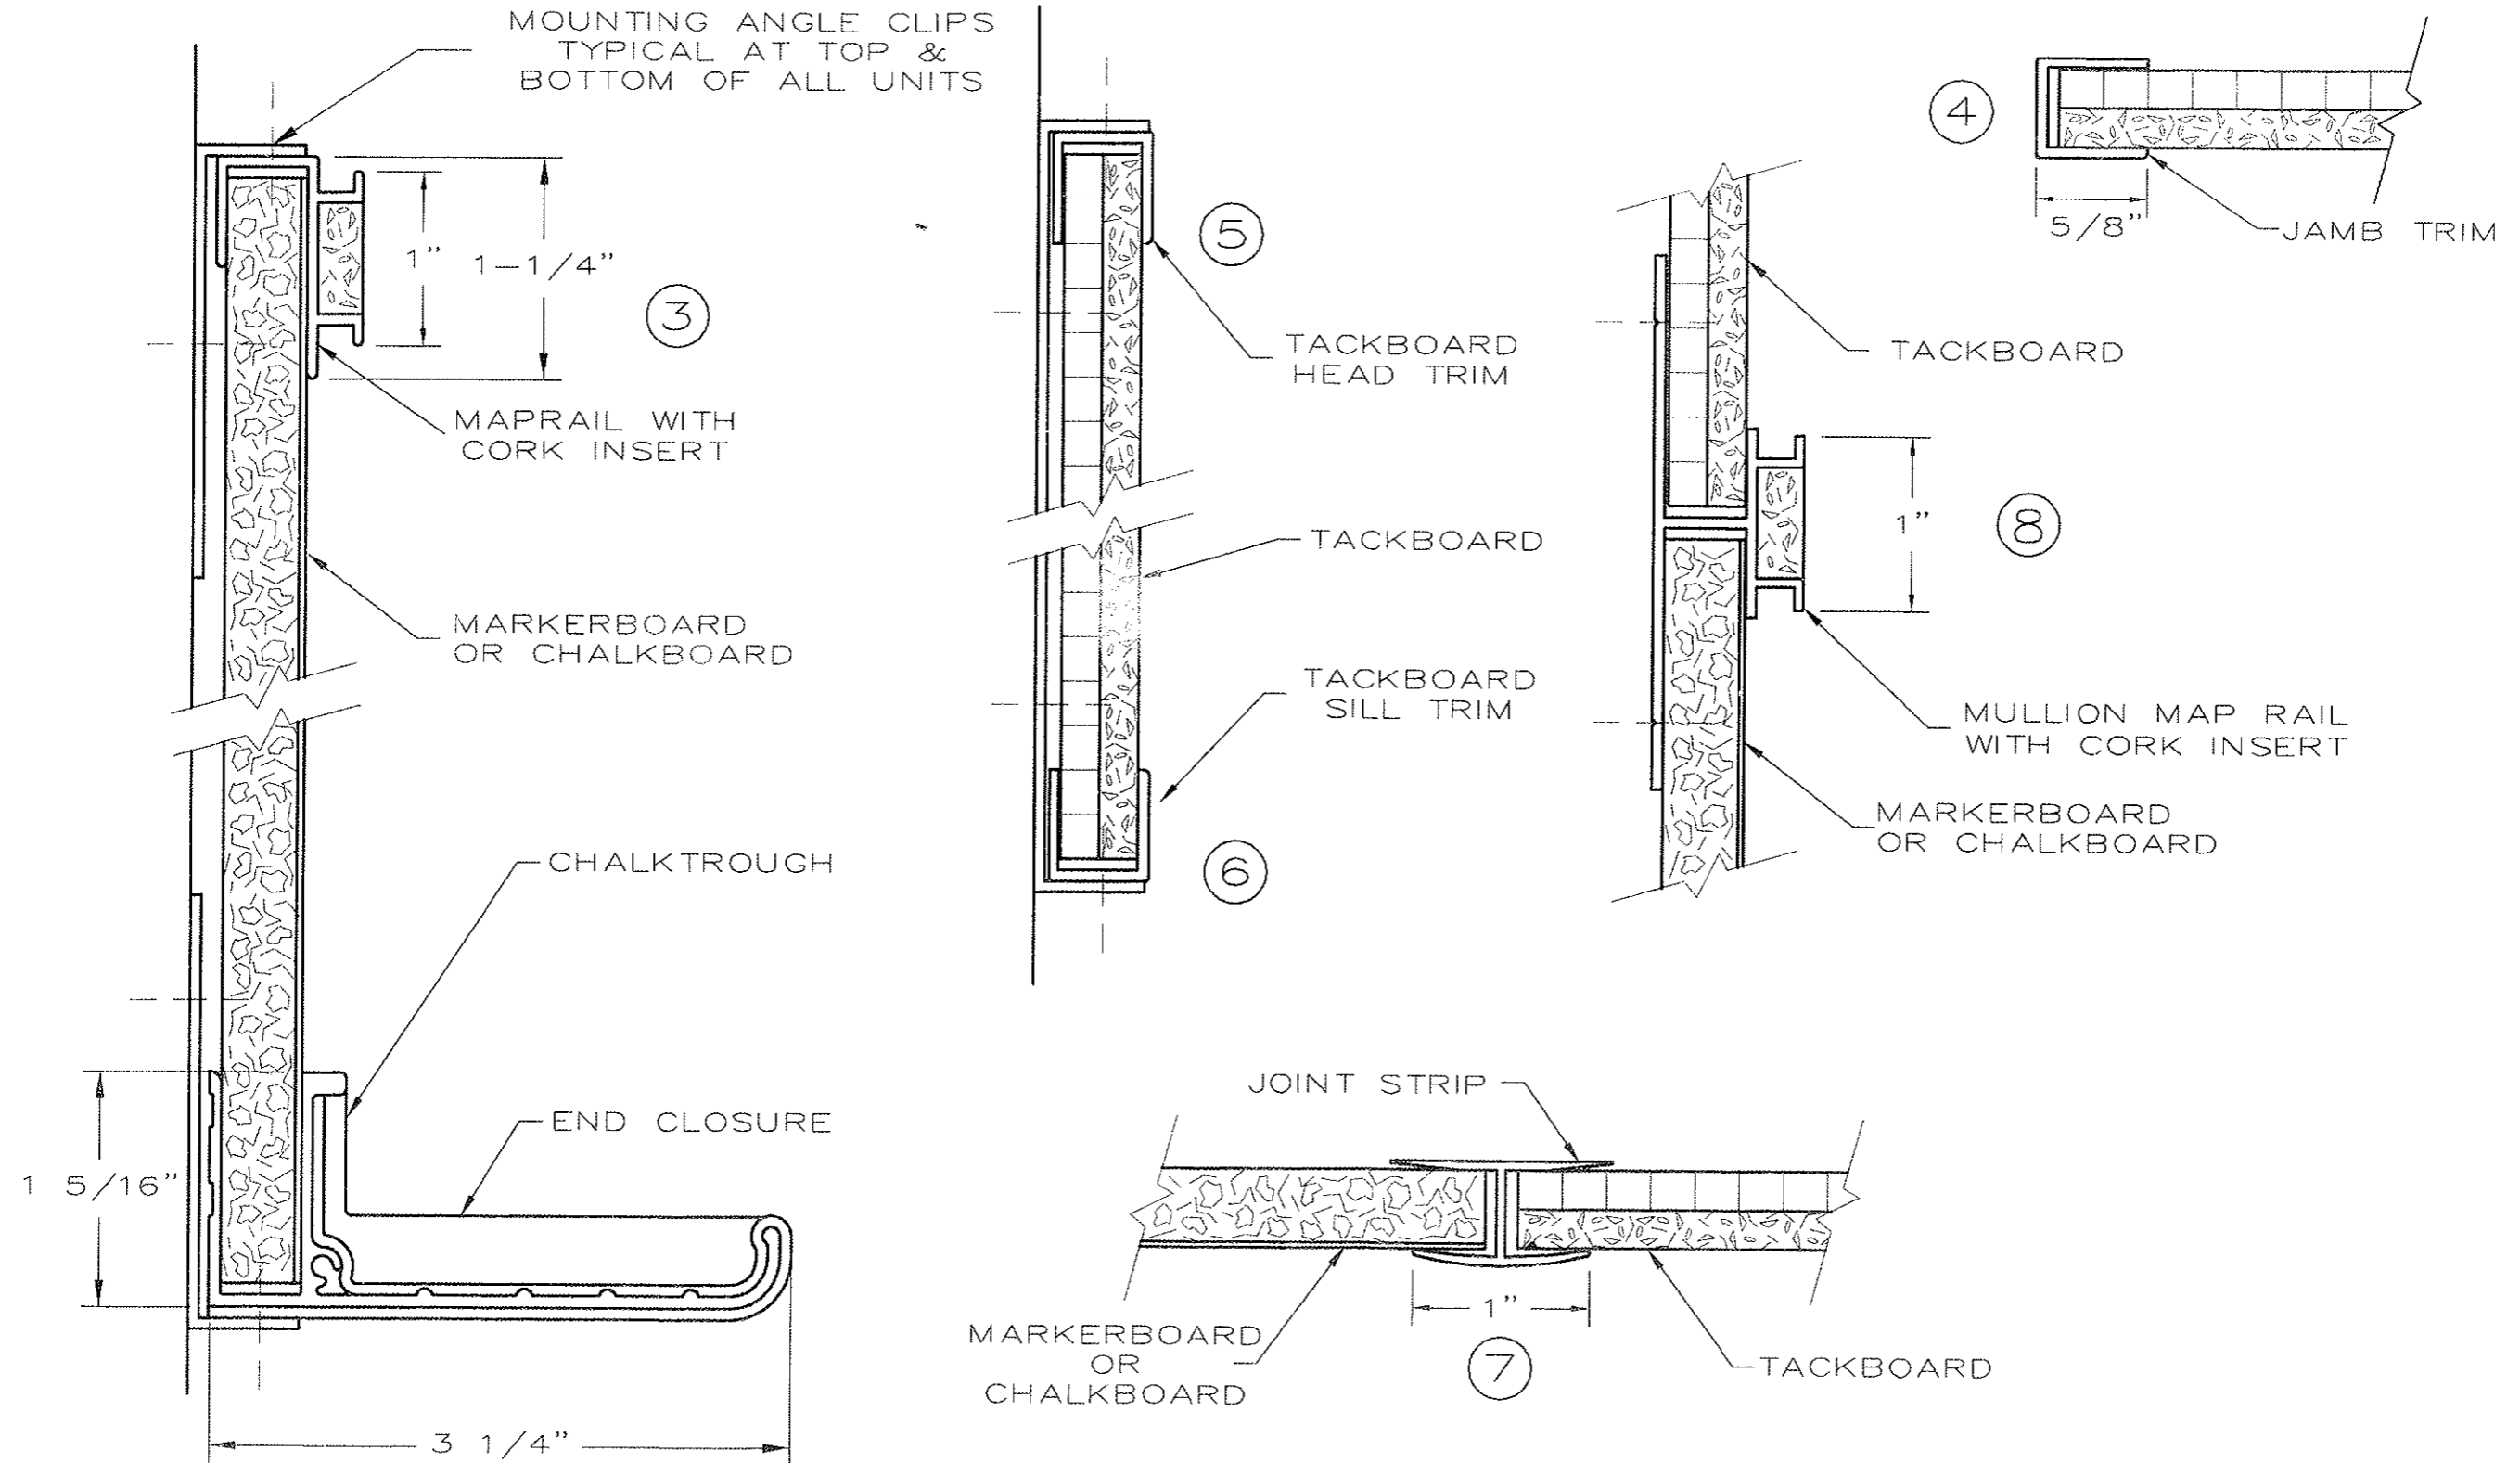 MOUNTING ANGLE CLIPS
TYPICAL AT TOP &
BOTTOM OF ALL UNITS
1"
1-1/4"
3
MAPRAIL WITH
CORK INSERT
MARKERBOARD
OR CHALKBOARD
CHALKTROUGH
END CLOSURE
1 5/16"
3 1/4"
5
TACKBOARD
HEAD TRIM
TACKBOARD
TACKBOARD
SILL TRIM
6
4
5/8"
JAMB TRIM
TACKBOARD
1"
8
MULLION MAP RAIL
WITH CORK INSERT
MARKERBOARD
OR CHALKBOARD
JOINT STRIP
1"
MARKERBOARD
OR
CHALKBOARD
7
TACKBOARD